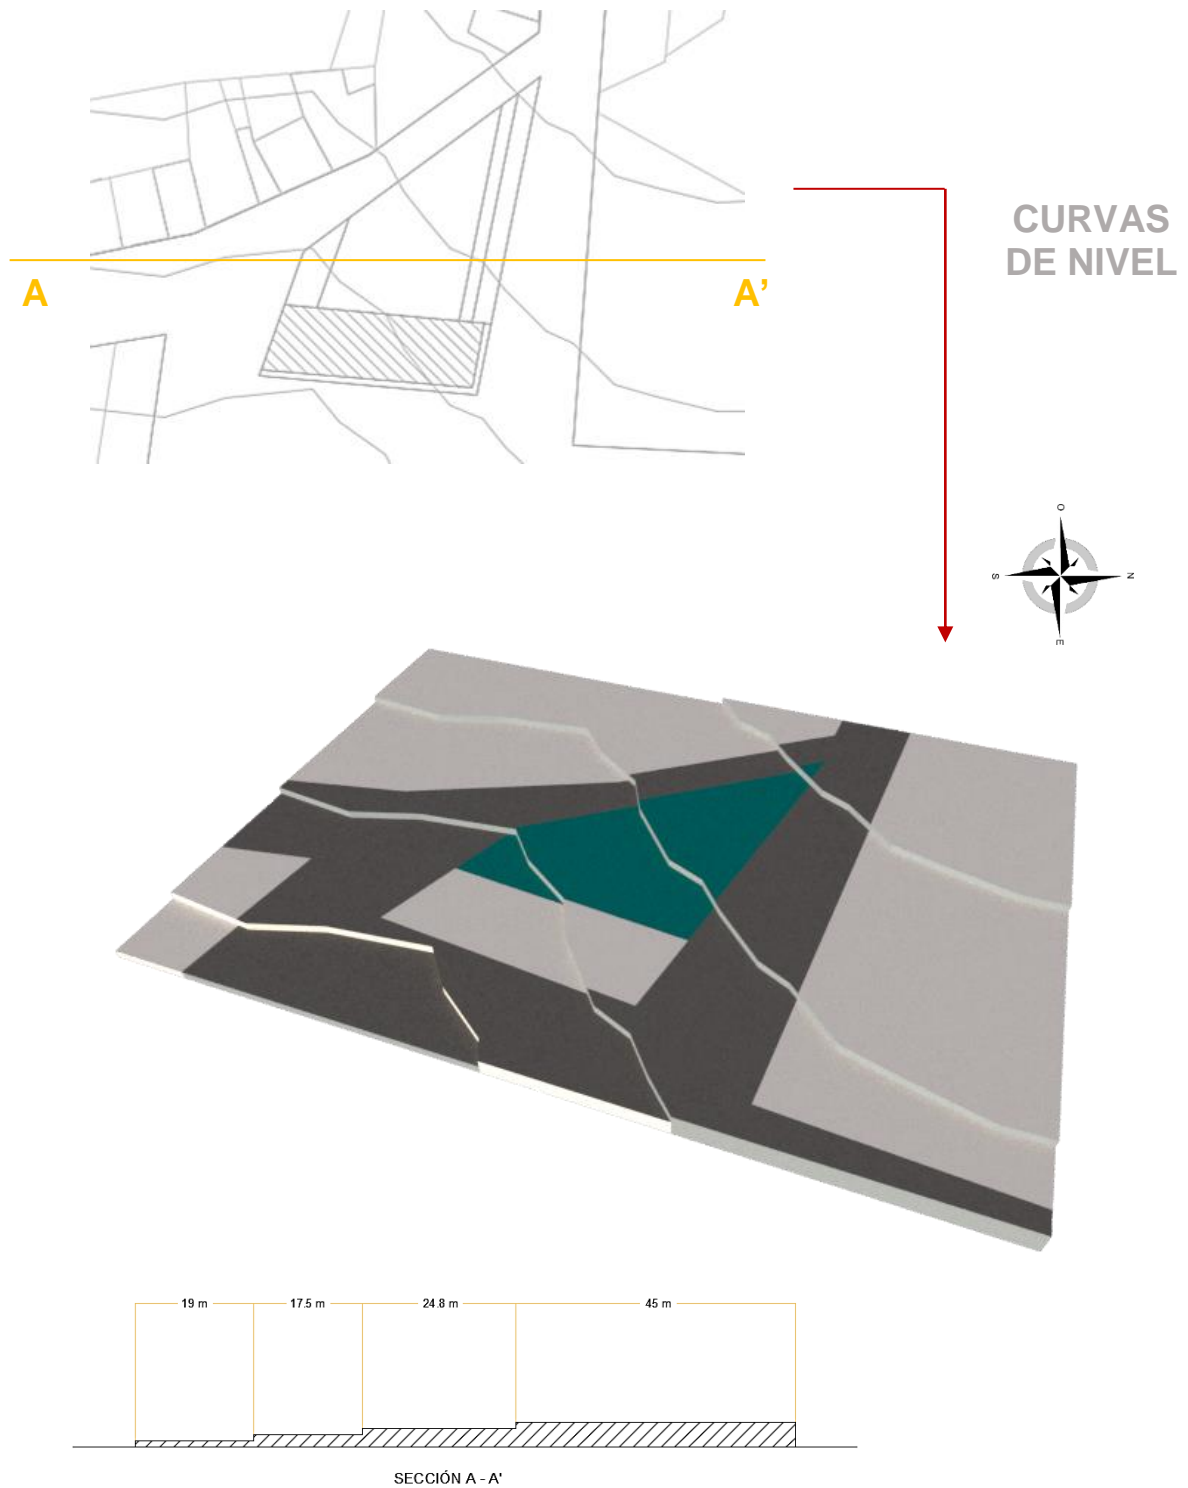 CURVAS
DE NIVEL
A
A'
O
S
N
E
19 m
17.5 m
24.8 m
45 m
SECCIÓN A - A'